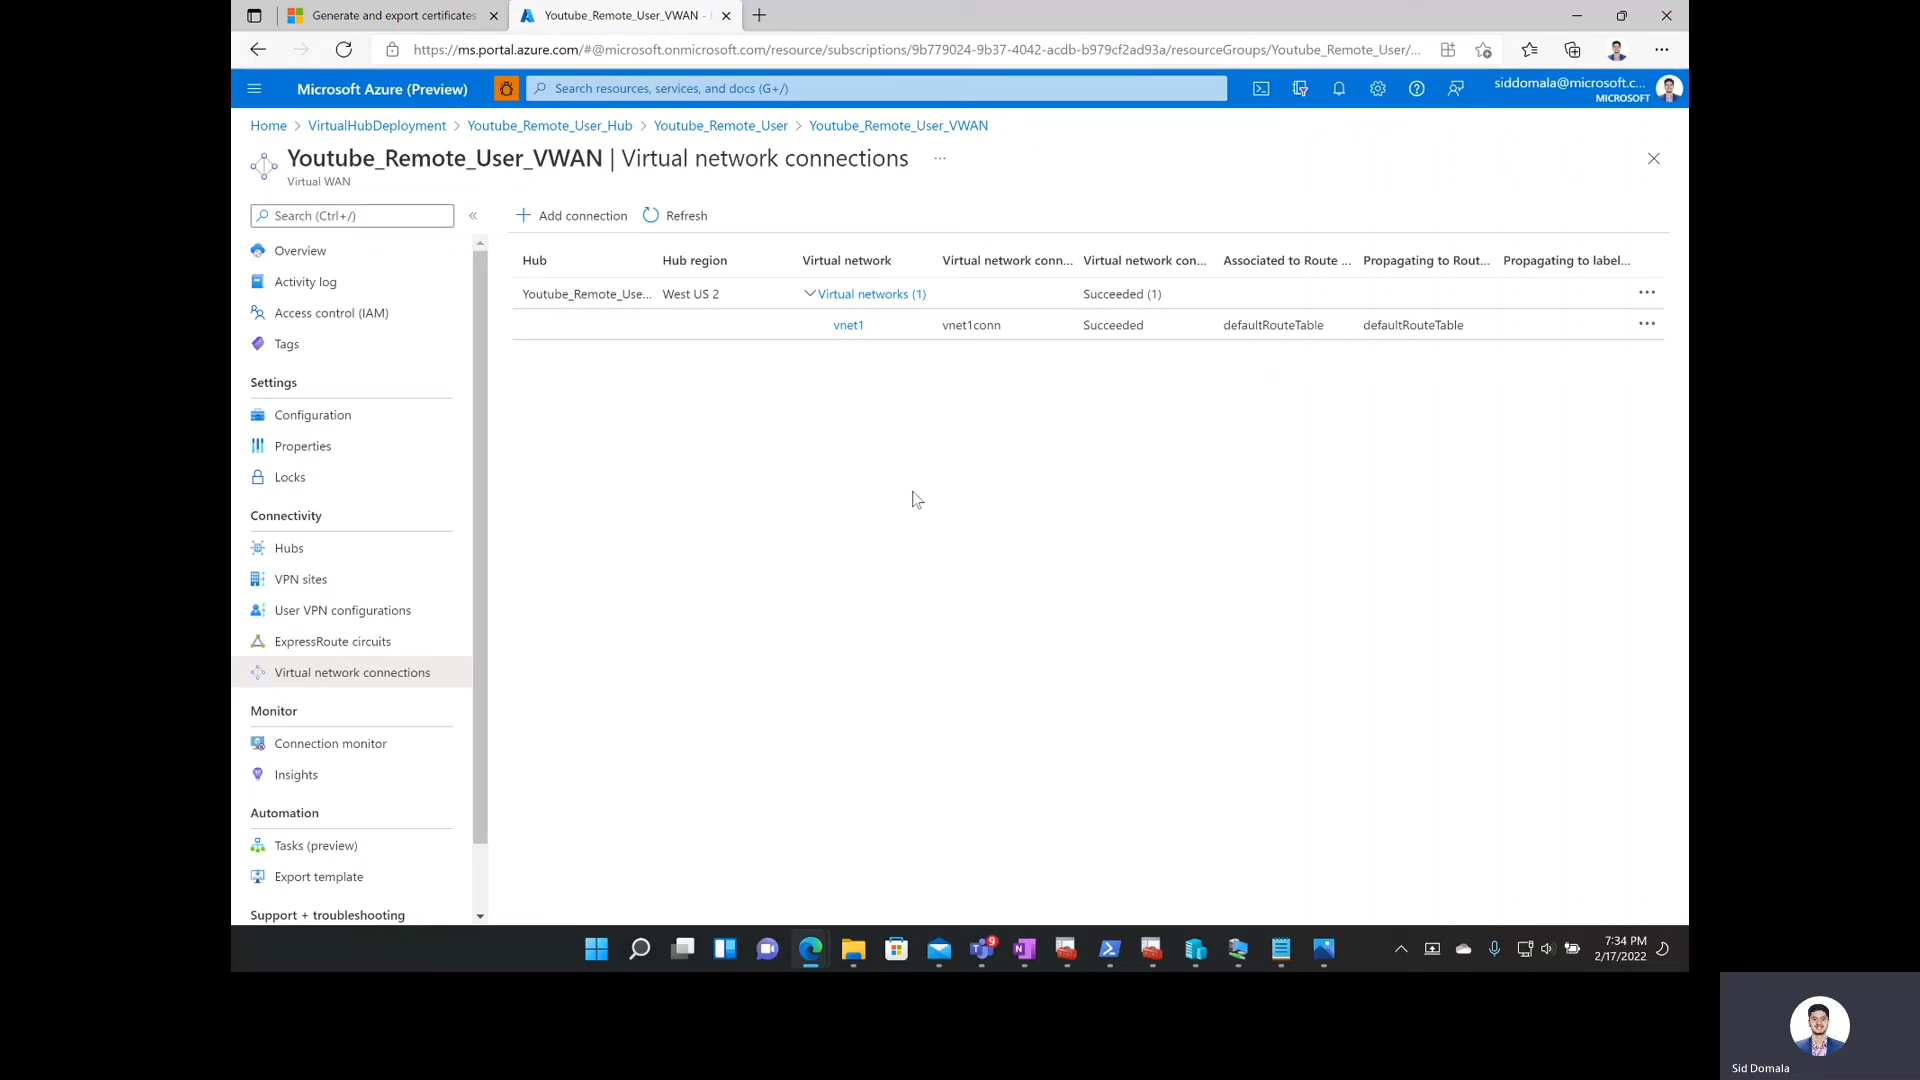 Generate and export certificates
Youtube_Remote_User_VWAN -
https://ms.portal.azure.com/#@microsoft.onmicrosoft.com/resource/subscriptions/9b779024-9b37-4042-acdb-b979cf2ad93a/resourceGroups/Youtube_Remote_User/...
Microsoft Azure (Preview)
Search resources, services, and docs (G+/)
siddomala@microsoft.c...
MICROSOFT
Home > VirtualHubDeployment > Youtube_Remote_User_Hub > Youtube_Remote_User > Youtube_Remote_User_VWAN
Youtube_Remote_User_VWAN | Virtual network connections ...
Virtual WAN
Search (Ctrl+/)
Overview
Activity log
Access control (IAM)
Tags
Settings
Configuration
Properties
Locks
Connectivity
Hubs
VPN sites
User VPN configurations
ExpressRoute circuits
Virtual network connections
Monitor
Connection monitor
Insights
Automation
Tasks (preview)
Export template
Support + troubleshooting
Add connection Refresh
Hub Hub region Virtual network Virtual network conn... Virtual network con... Associated to Route ... Propagating to Rout... Propagating to label...
Youtube_Remote_Use... West US 2 Virtual networks (1) Succeeded (1)
vnet1 vnet1conn Succeeded defaultRouteTable defaultRouteTable
9
7:34 PM
2/17/2022
Sid Domala